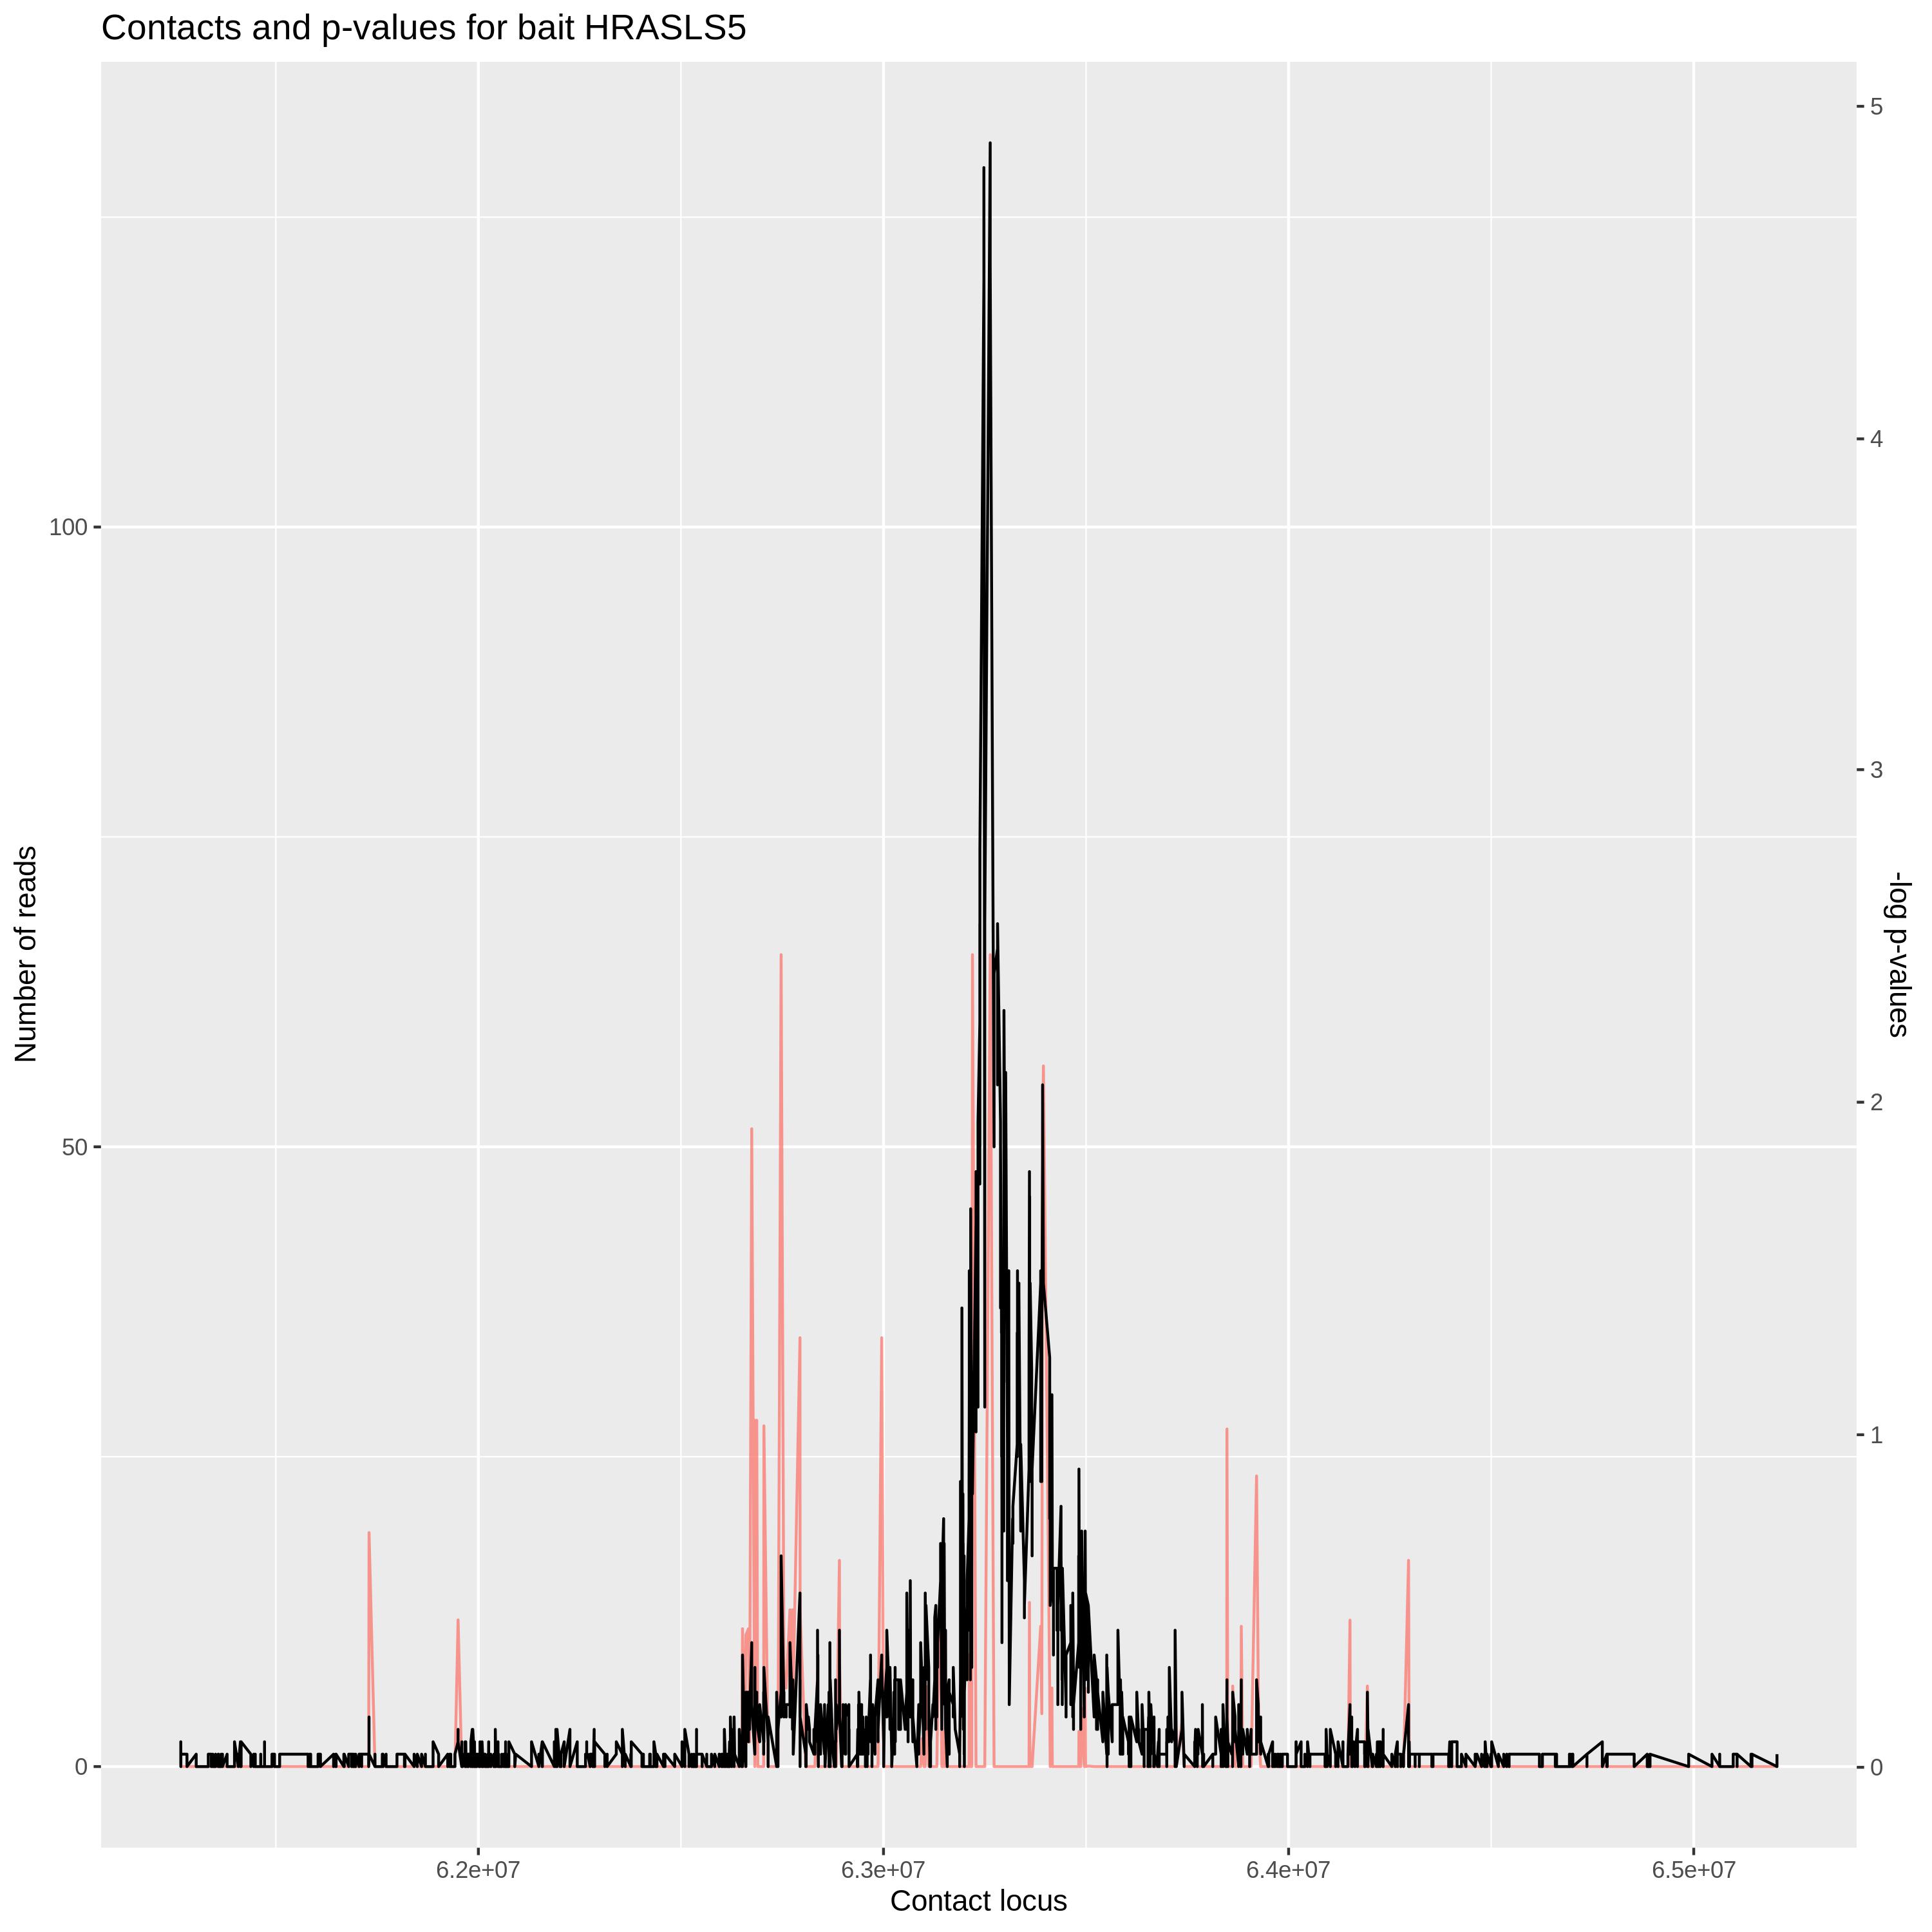 Contacts and p-values for bait HRASLS5
Number of reads
100
50
0
5
4
3
2
1
0
-log p-values
6.2e+07
6.3e+07
6.4e+07
6.5e+07
Contact locus